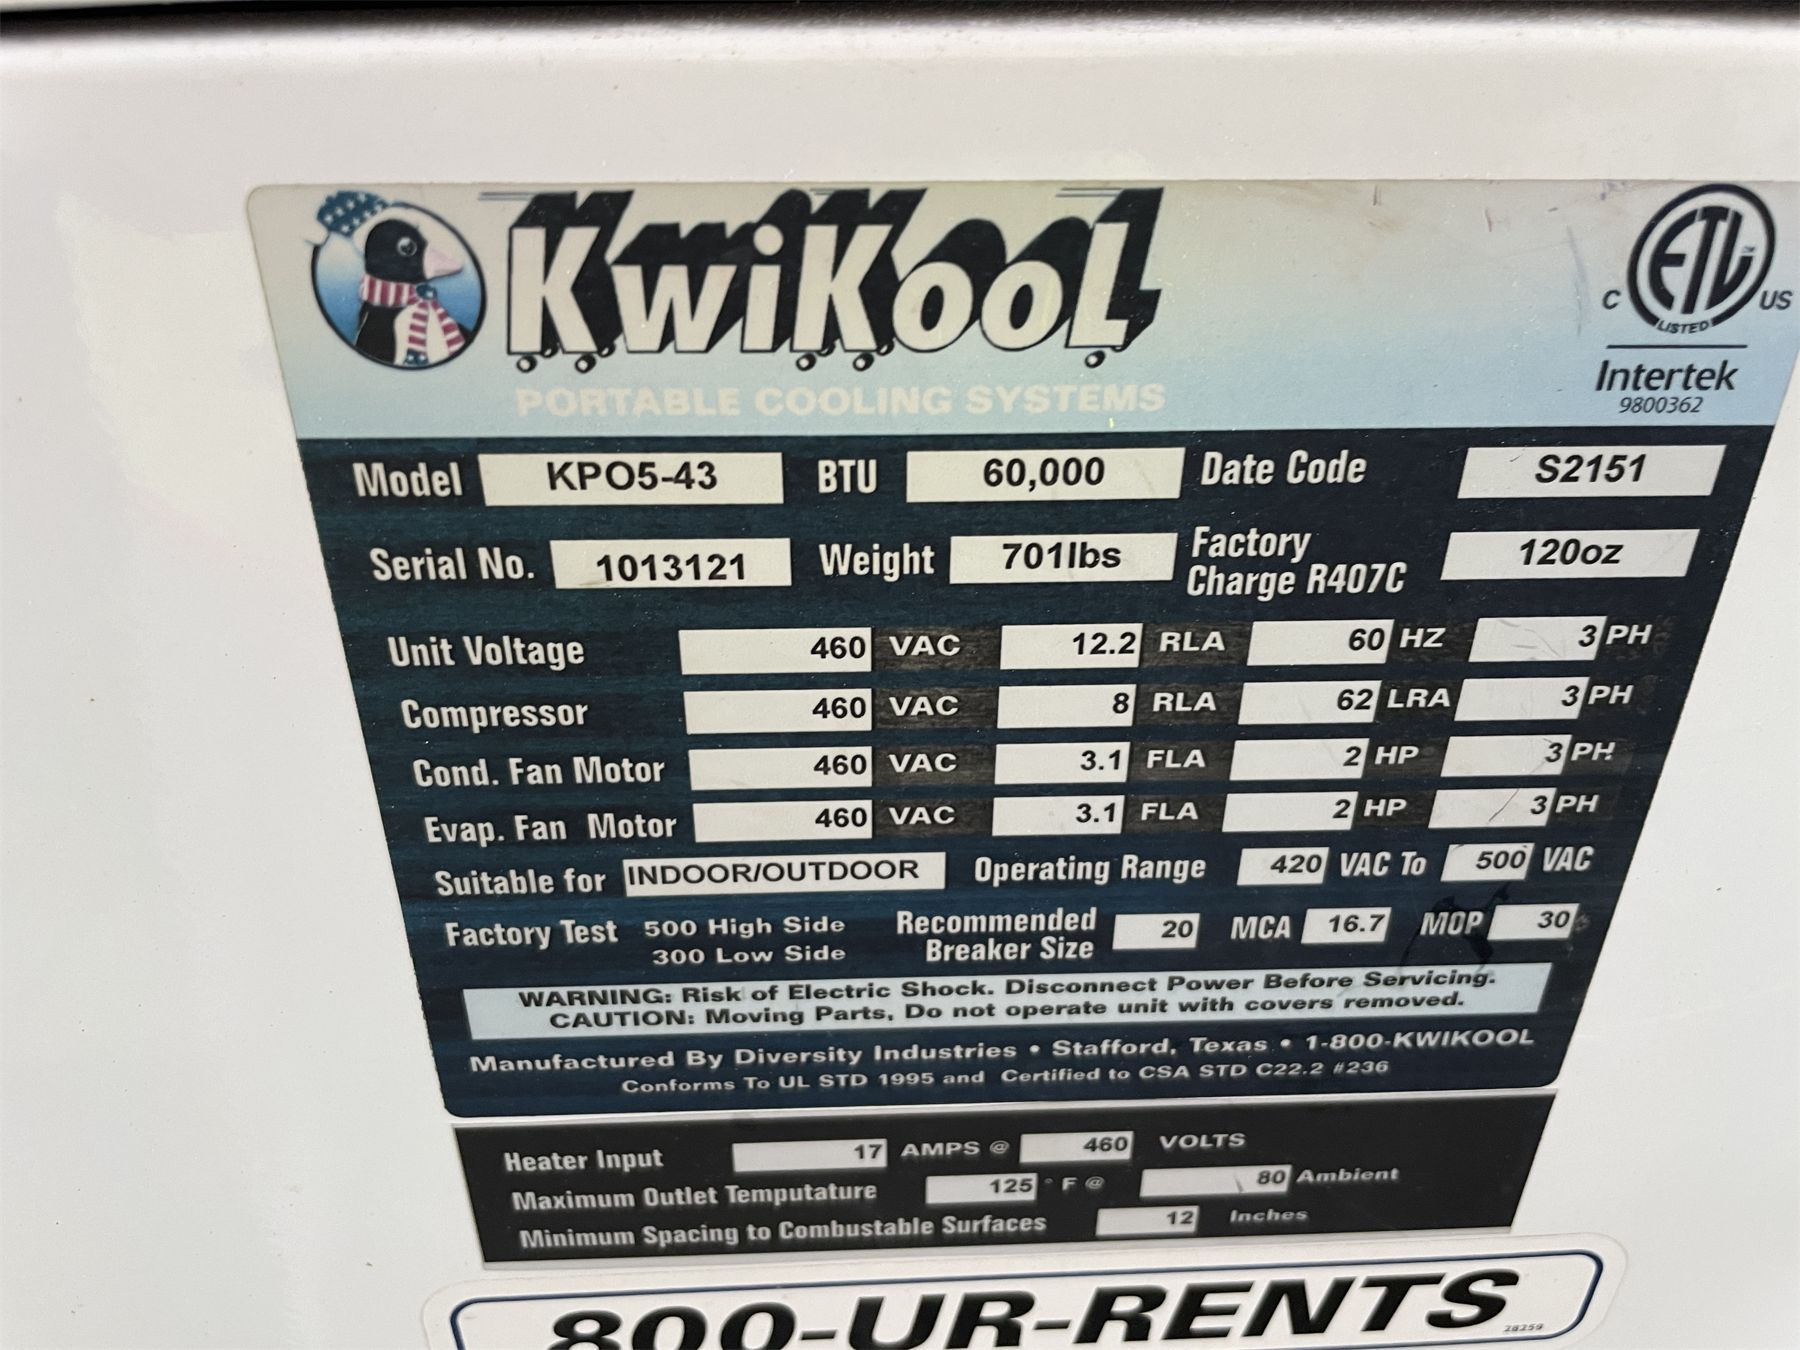 KwiKool
PORTABLE COOLING SYSTEMS
ETL
LISTED
C US
Intertek
9800362
Model KPO5-43 BTU 60,000 Date Code S2151
Serial No. 1013121 Weight 701lbs Factory Charge R407C 120oz
Unit Voltage 460 VAC 12.2 RLA 60 HZ 3 PH
Compressor 460 VAC 8 RLA 62 LRA 3 PH
Cond. Fan Motor 460 VAC 3.1 FLA 2 HP 3 PH
Evap. Fan Motor 460 VAC 3.1 FLA 2 HP 3 PH
Suitable for INDOOR/OUTDOOR Operating Range 420 VAC To 500 VAC
Factory Test 500 High Side Recommended Breaker Size 20 MCA 16.7 MOP 30
300 Low Side
WARNING: Risk of Electric Shock. Disconnect Power Before Servicing.
CAUTION: Moving Parts, Do not operate unit with covers removed.
Manufactured By Diversity Industries • Stafford, Texas • 1-800-KWIKOOL
Conforms To UL STD 1995 and Certified to CSA STD C22.2 #236
Heater Input 17 AMPS @ 460 VOLTS
Maximum Outlet Temputature 125 ° F @ 80 Ambient
Minimum Spacing to Combustable Surfaces 12 Inches
800-UR-RENTS
28259